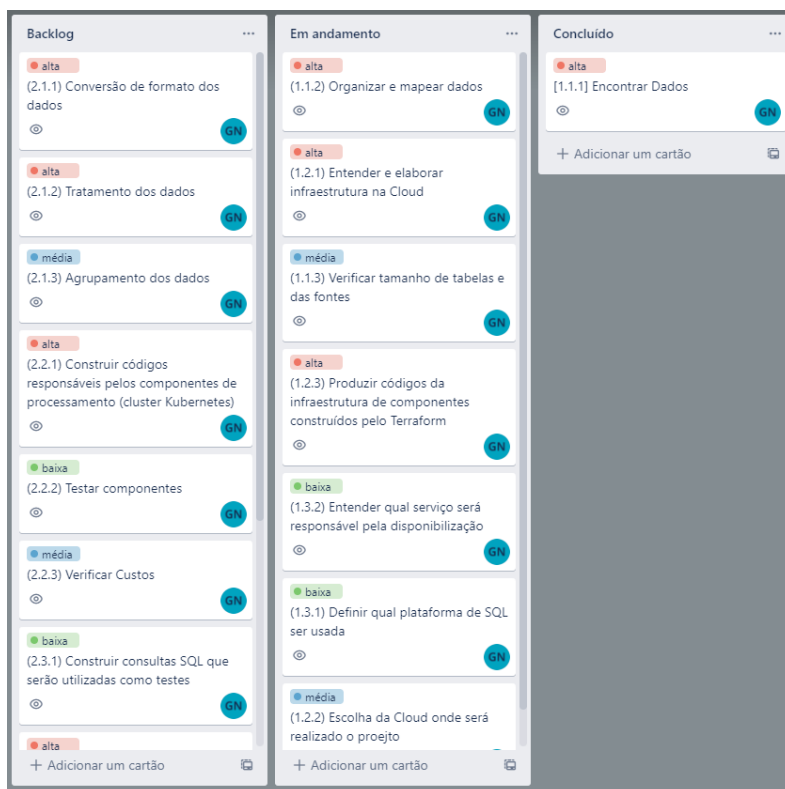 Backlog
alta
(2.1.1) Conversão de formato dos
dados
GN
alta
(2.1.2) Tratamento dos dados
GN
média
(2.1.3) Agrupamento dos dados
GN
alta
(2.2.1) Construir códigos
responsáveis pelos componentes de
processamento (cluster Kubernetes)
GN
baixa
(2.2.2) Testar componentes
GN
média
(2.2.3) Verificar Custos
GN
baixa
(2.3.1) Construir consultas SQL que
serão utilizadas como testes
GN
alta
+ Adicionar um cartão
Em andamento
alta
(1.1.2) Organizar e mapear dados
GN
alta
(1.2.1) Entender e elaborar
infraestrutura na Cloud
GN
média
(1.1.3) Verificar tamanho de tabelas e
das fontes
GN
alta
(1.2.3) Produzir códigos da
infraestrutura de componentes
construídos pelo Terraform
GN
baixa
(1.3.2) Entender qual serviço será
responsável pela disponibilização
GN
baixa
(1.3.1) Definir qual plataforma de SQL
ser usada
GN
média
(1.2.2) Escolha da Cloud onde será
realizado o proejto
+ Adicionar um cartão
Concluído
alta
[1.1.1] Encontrar Dados
GN
+ Adicionar um cartão